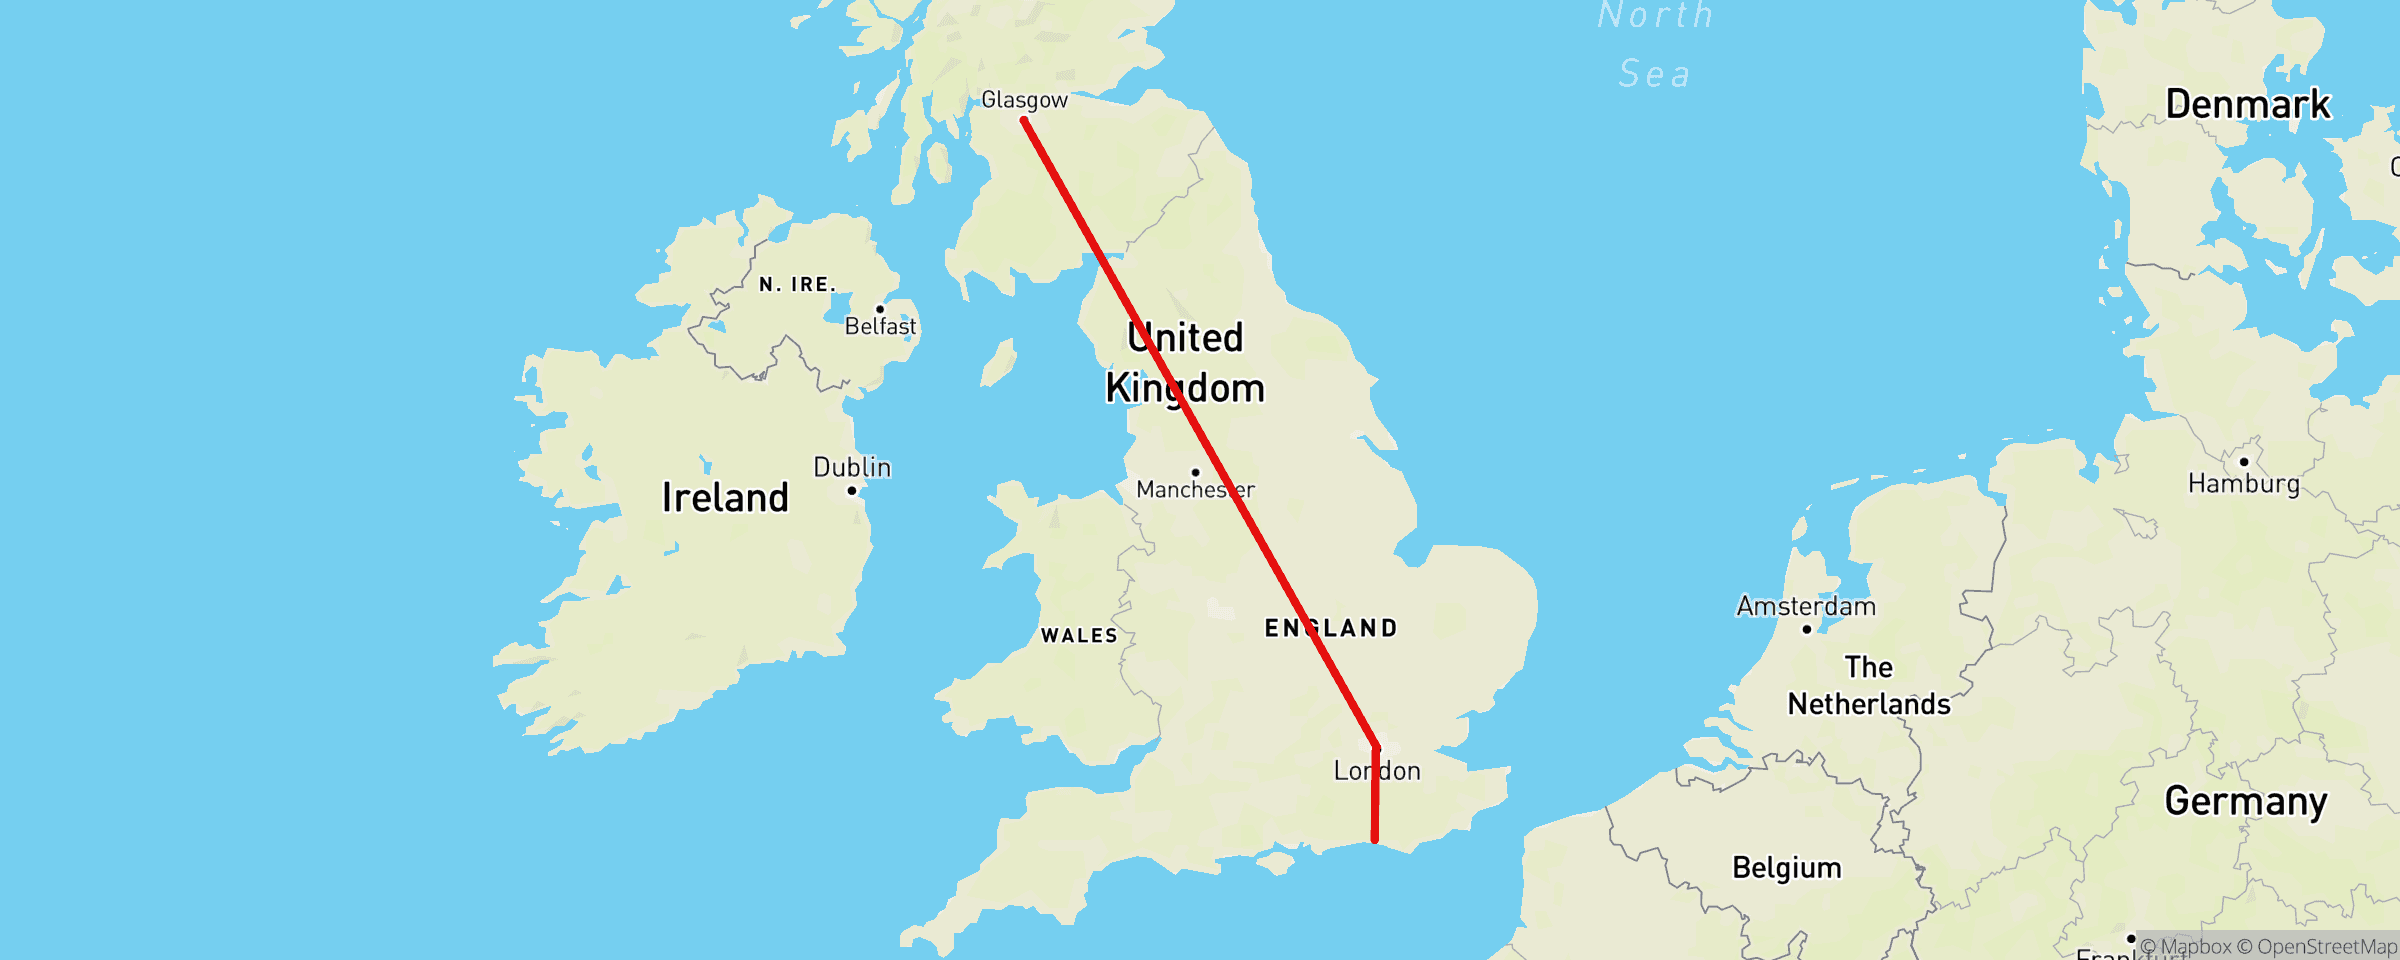 North
Sea
Glasgow
Denmark
N. IRE.
Belfast
United
Kingdom
Dublin
Ireland
Manchester
Hamburg
Amsterdam
WALES
ENGLAND
The
Netherlands
London
Germany
Belgium
Frankfurt
© Mapbox © OpenStreetMap